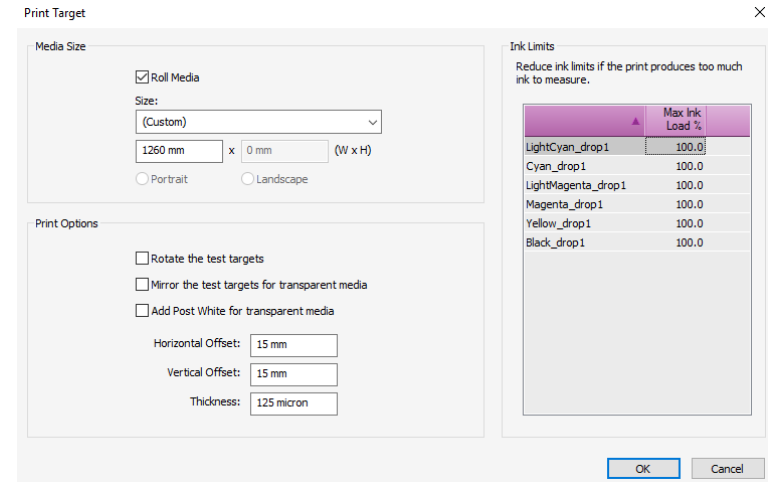 Print Target
Media Size
Roll Media
Size:
(Custom)
1260 mm x 0 mm (W x H)
Portrait Landscape
Print Options
Rotate the test targets
Mirror the test targets for transparent media
Add Post White for transparent media
Horizontal Offset: 15 mm
Vertical Offset: 15 mm
Thickness: 125 micron
Ink Limits
Reduce ink limits if the print produces too much
ink to measure.
Max Ink
Load %
LightCyan_drop1 100.0
Cyan_drop1 100.0
LightMagenta_drop1 100.0
Magenta_drop1 100.0
Yellow_drop1 100.0
Black_drop1 100.0
OK Cancel